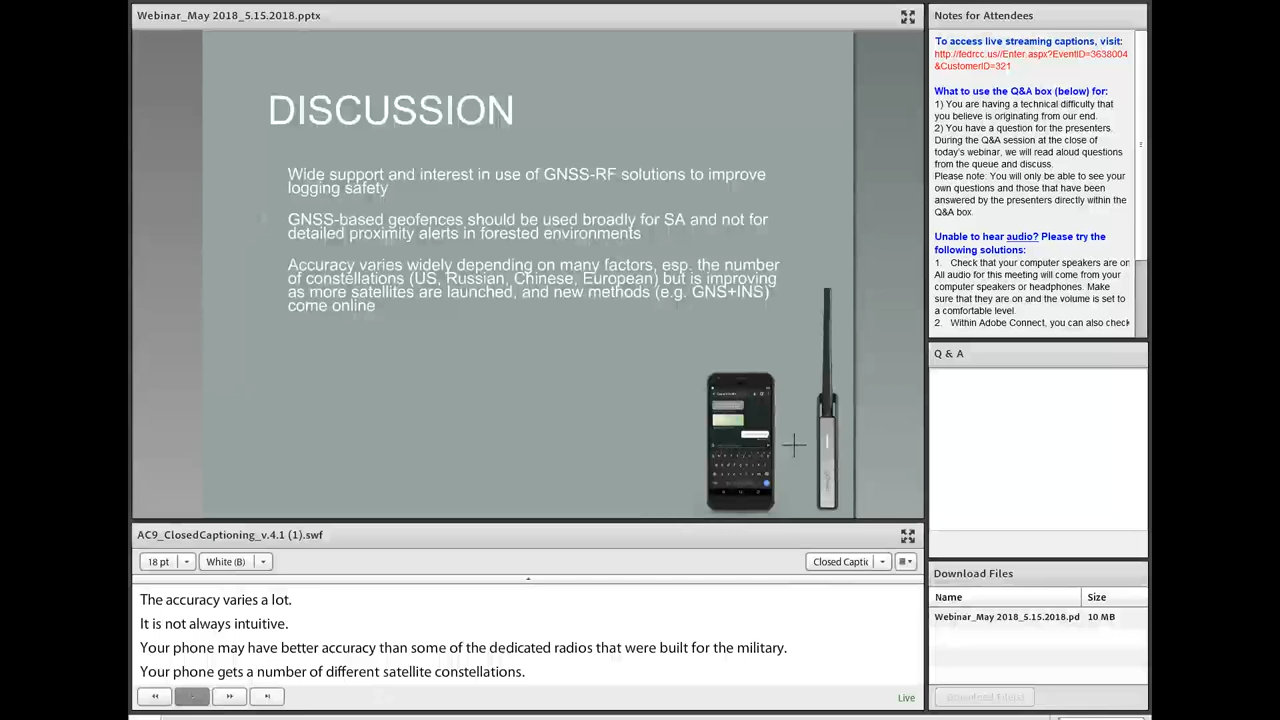 Webinar_May 2018_5.15.2018.pptx
DISCUSSION
Wide support and interest in use of GNSS-RF solutions to improve
logging safety
GNSS-based geofences should be used broadly for SA and not for
detailed proximity alerts in forested environments
Accuracy varies widely depending on many factors, esp. the number
of constellations (US, Russian, Chinese, European) but is improving
as more satellites are launched, and new methods (e.g. GNS+INS)
come online
AC9_ClosedCaptioning_v.4.1 (1).swf
18 pt
White (B)
Closed Captic
The accuracy varies a lot.
It is not always intuitive.
Your phone may have better accuracy than some of the dedicated radios that were built for the military.
Your phone gets a number of different satellite constellations.
Live
Notes for Attendees
To access live streaming captions, visit:
http://fedrcc.us//Enter.aspx?EventID=3638004
&CustomerID=321
What to use the Q&A box (below) for:
1) You are having a technical difficulty that
you believe is originating from our end.
2) You have a question for the presenters.
During the Q&A session at the close of
today's webinar, we will read aloud questions
from the queue and discuss.
Please note: You will only be able to see your
own questions and those that have been
answered by the presenters directly within the
Q&A box.
Unable to hear audio? Please try the
following solutions:
1. Check that your computer speakers are on
All audio for this meeting will come from your
computer speakers or headphones. Make
sure that they are on and the volume is set to
a comfortable level.
2. Within Adobe Connect, you can also check
Q & A
Download Files
Name
Size
Webinar_May 2018_5.15.2018.pd
10 MB
Download File(s)